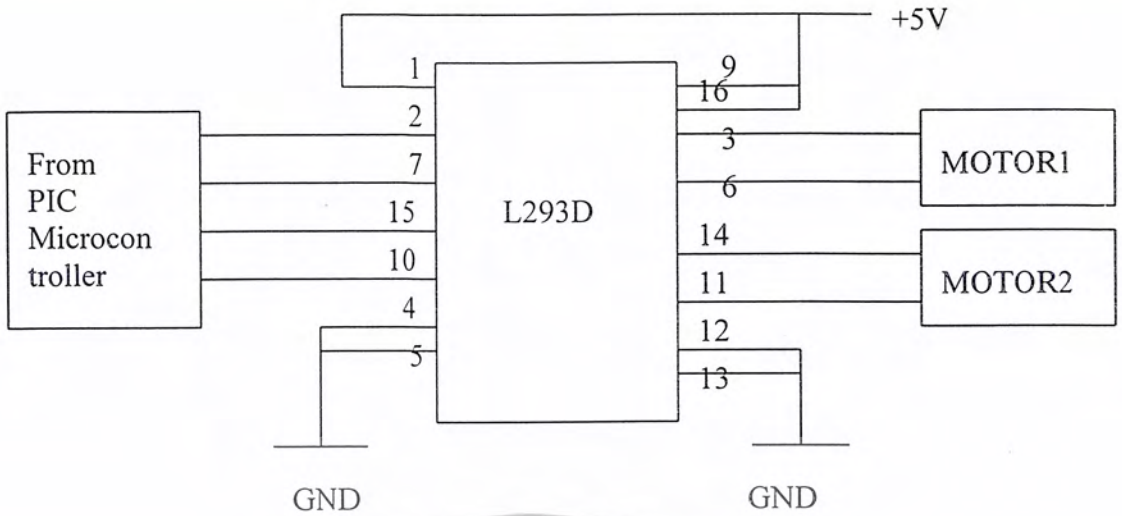 +5V
1
9
16
2
3
From
PIC
Microcon
troller
MOTOR1
7
6
L293D
15
14
10
11
MOTOR2
4
12
5
13
GND
GND